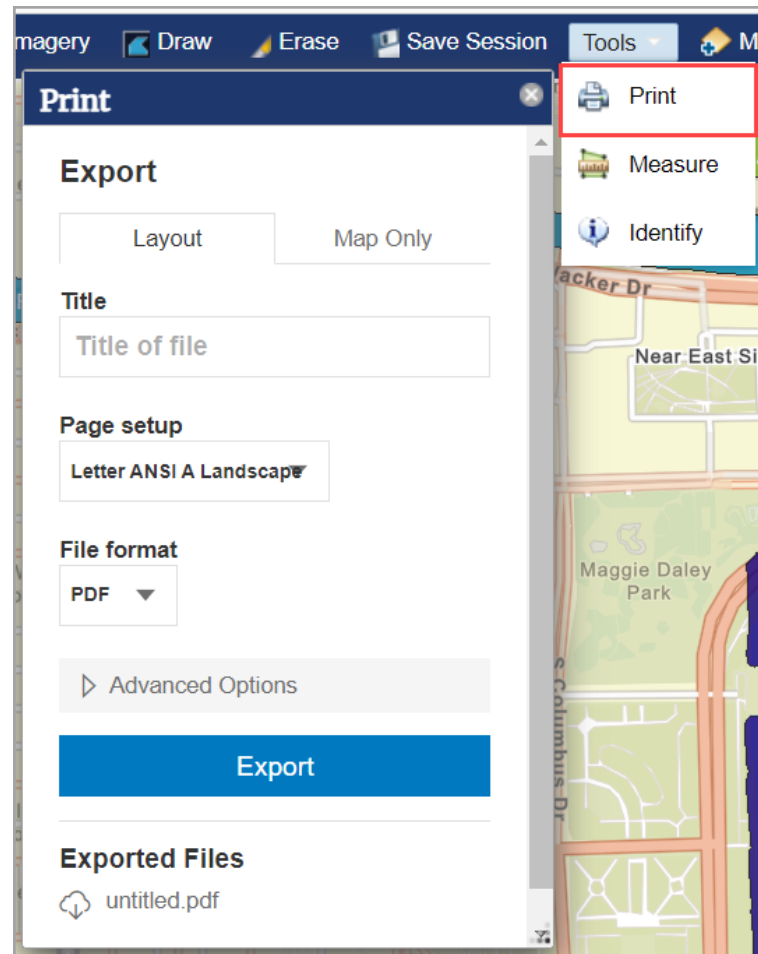 magery Draw Erase Save Session Tools M
Print
Print
Measure
Identify
Export
Layout Map Only
Title
Title of file
Page setup
Letter ANSI A Landscape
File format
PDF
Advanced Options
Export
Exported Files
untitled.pdf
acker Dr
Near East Si
Maggie Daley
Park
S Columbus Dr